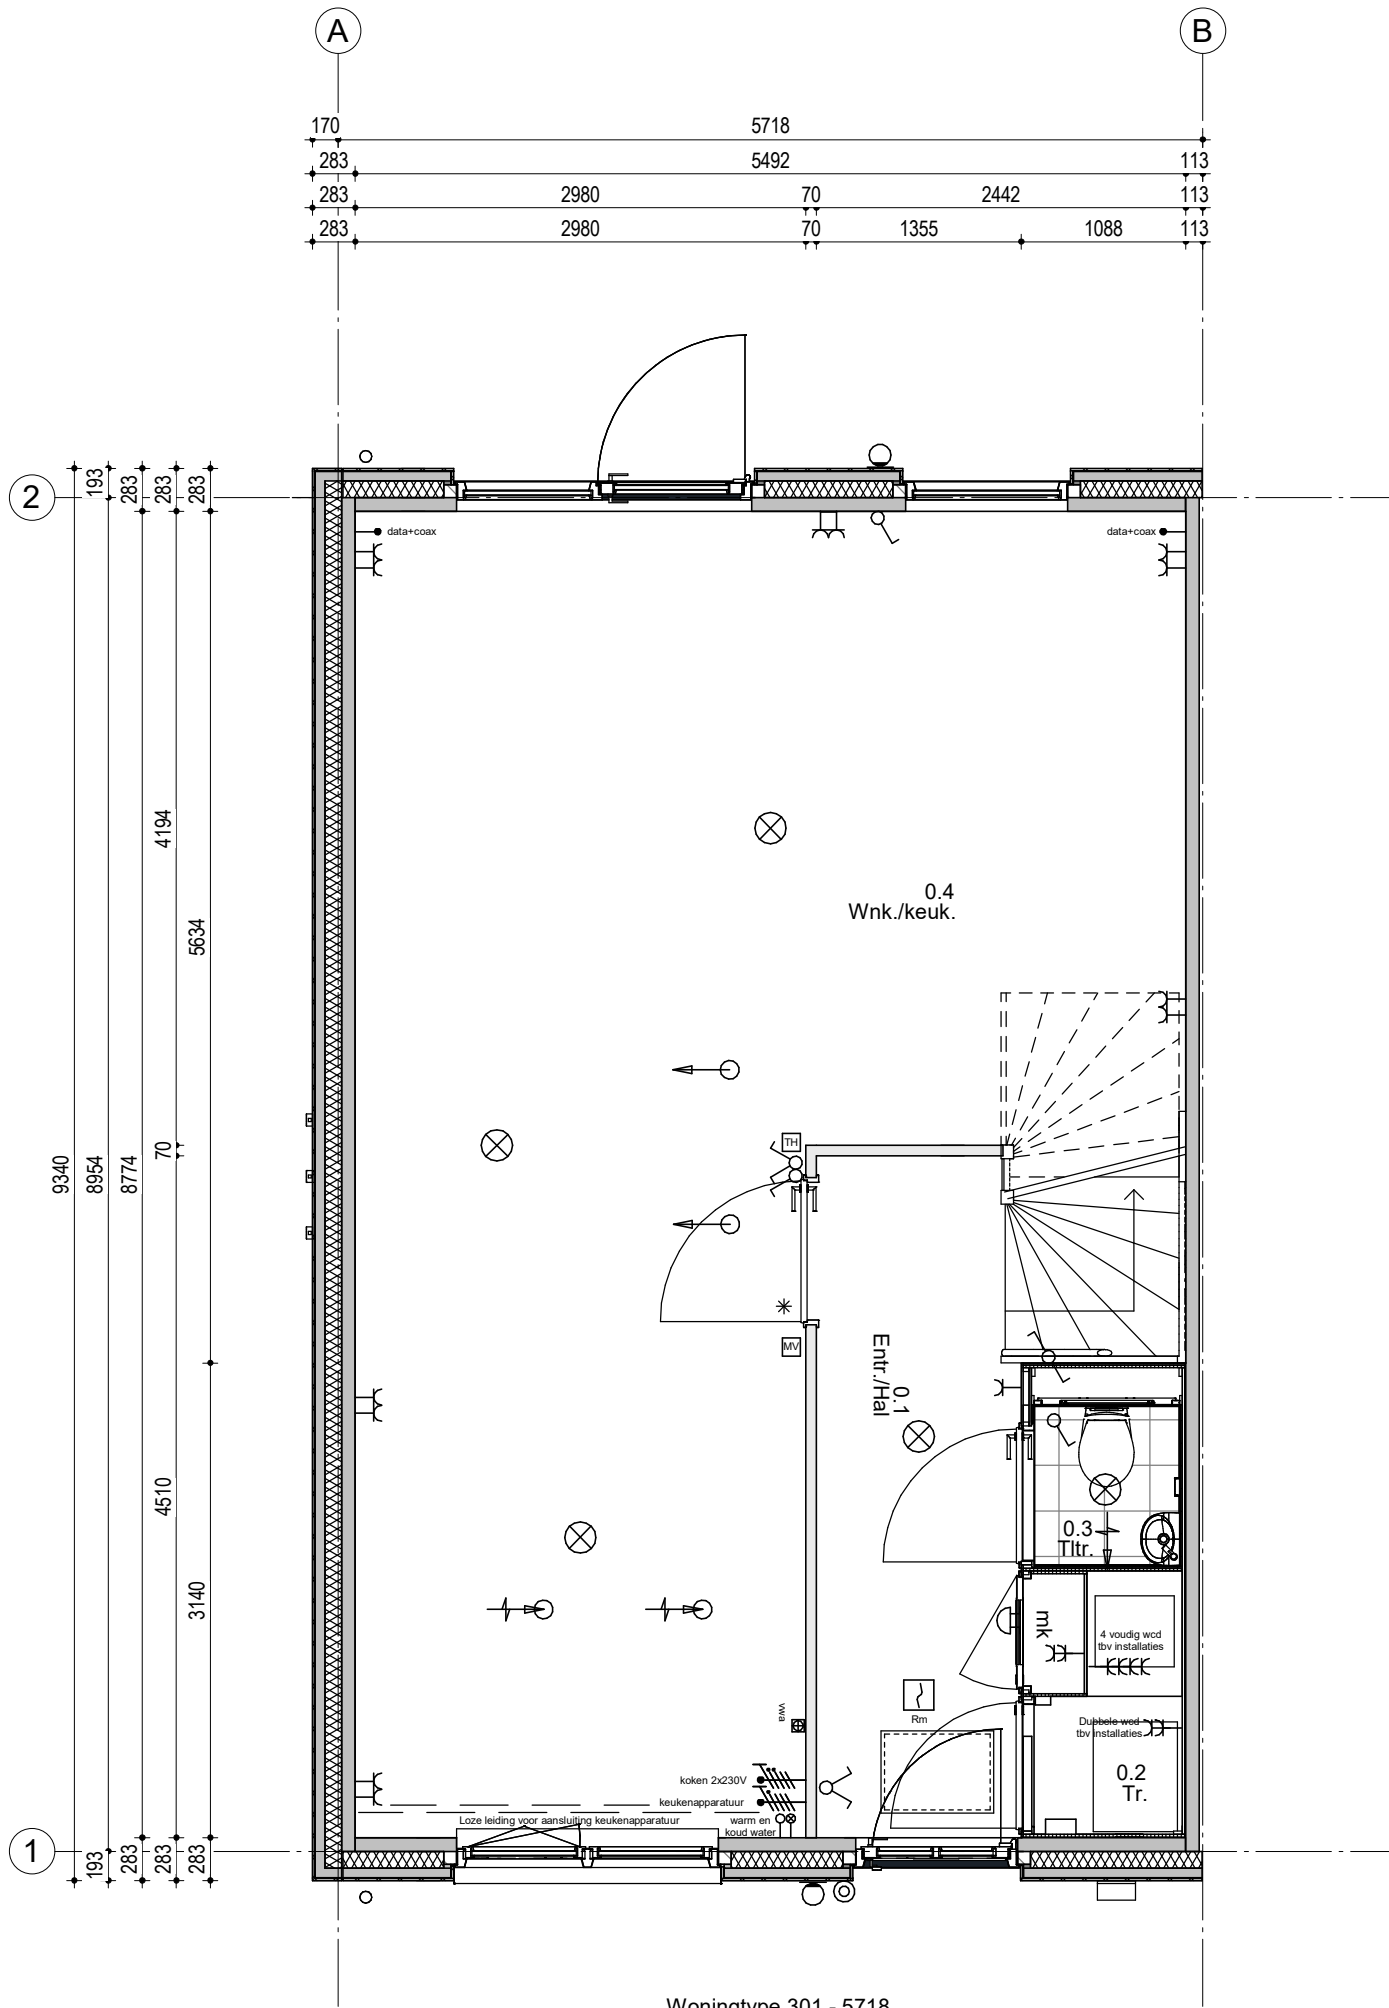 A
B
170
5718
283
5492
113
283
2980
70
2442
113
283
2980
70
1355
1088
113
2
193
283
283
283
data+coax
data+coax
4194
0.4
Wnk./keuk.
5634
TH
70
9340
8954
8774
MV
0.1
Entr./Hal
4510
0.3
Tltr.
3140
mk
4 voudig wcd
tbv installaties
Rm
vwa
Dubbele wcd
tbv installaties
0.2
Tr.
koken 2x230V
keukenapparatuur
Loze leiding voor aansluiting keukenapparatuur
warm en
koud water
1
193
283
283
283
Woningtype 301 - 5718